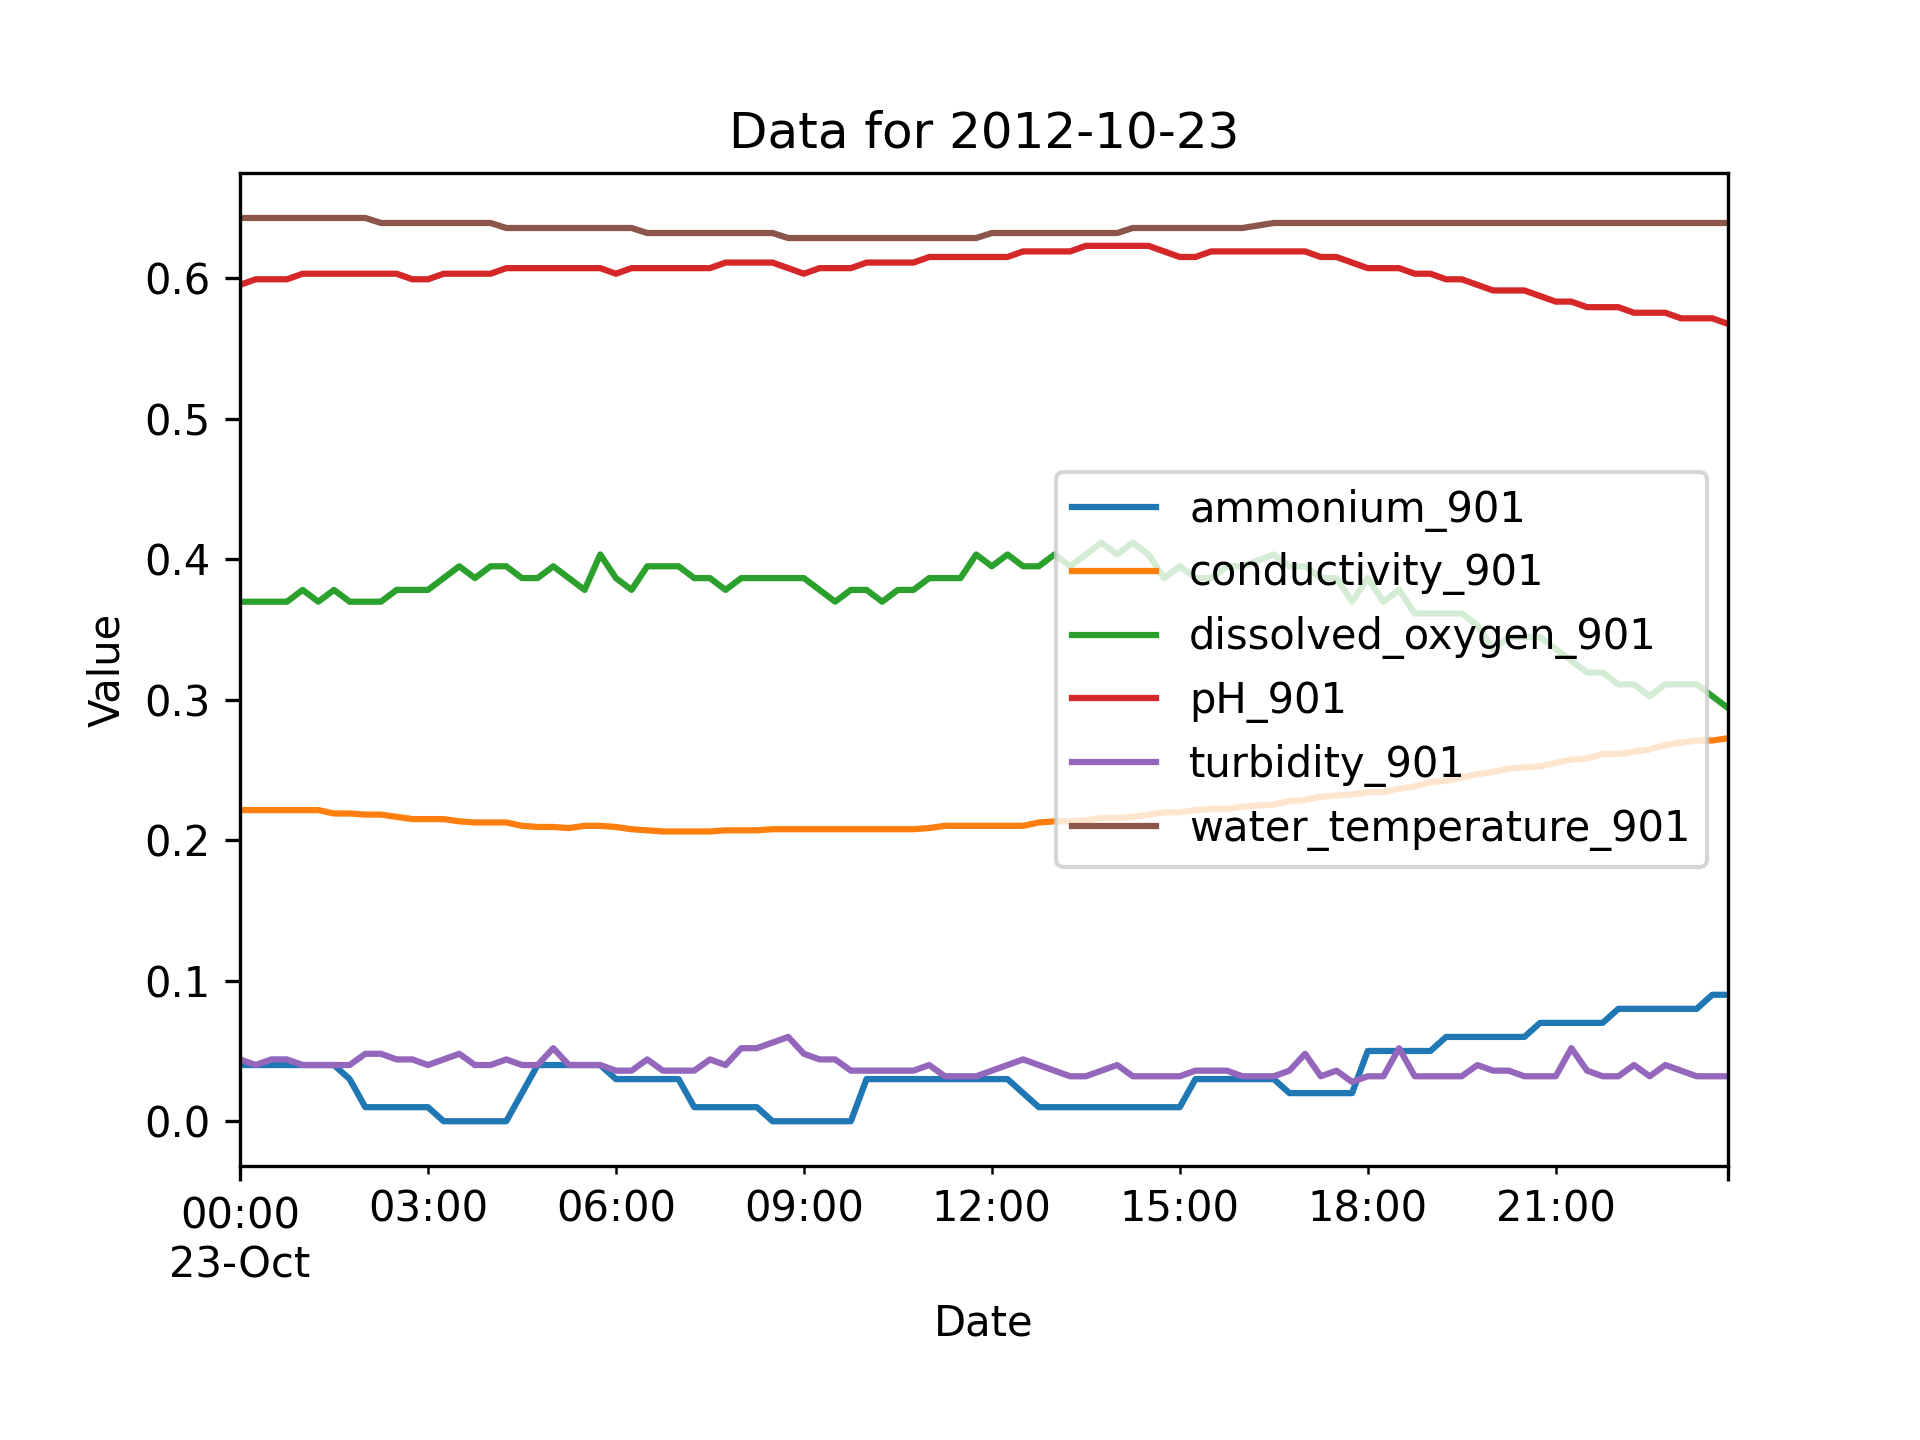 Data for 2012-10-23
Value
0.6
0.5
0.4
0.3
0.2
0.1
0.0
ammonium_901
conductivity_901
dissolved_oxygen_901
pH_901
turbidity_901
water_temperature_901
00:00 03:00 06:00 09:00 12:00 15:00 18:00 21:00
23-Oct
Date